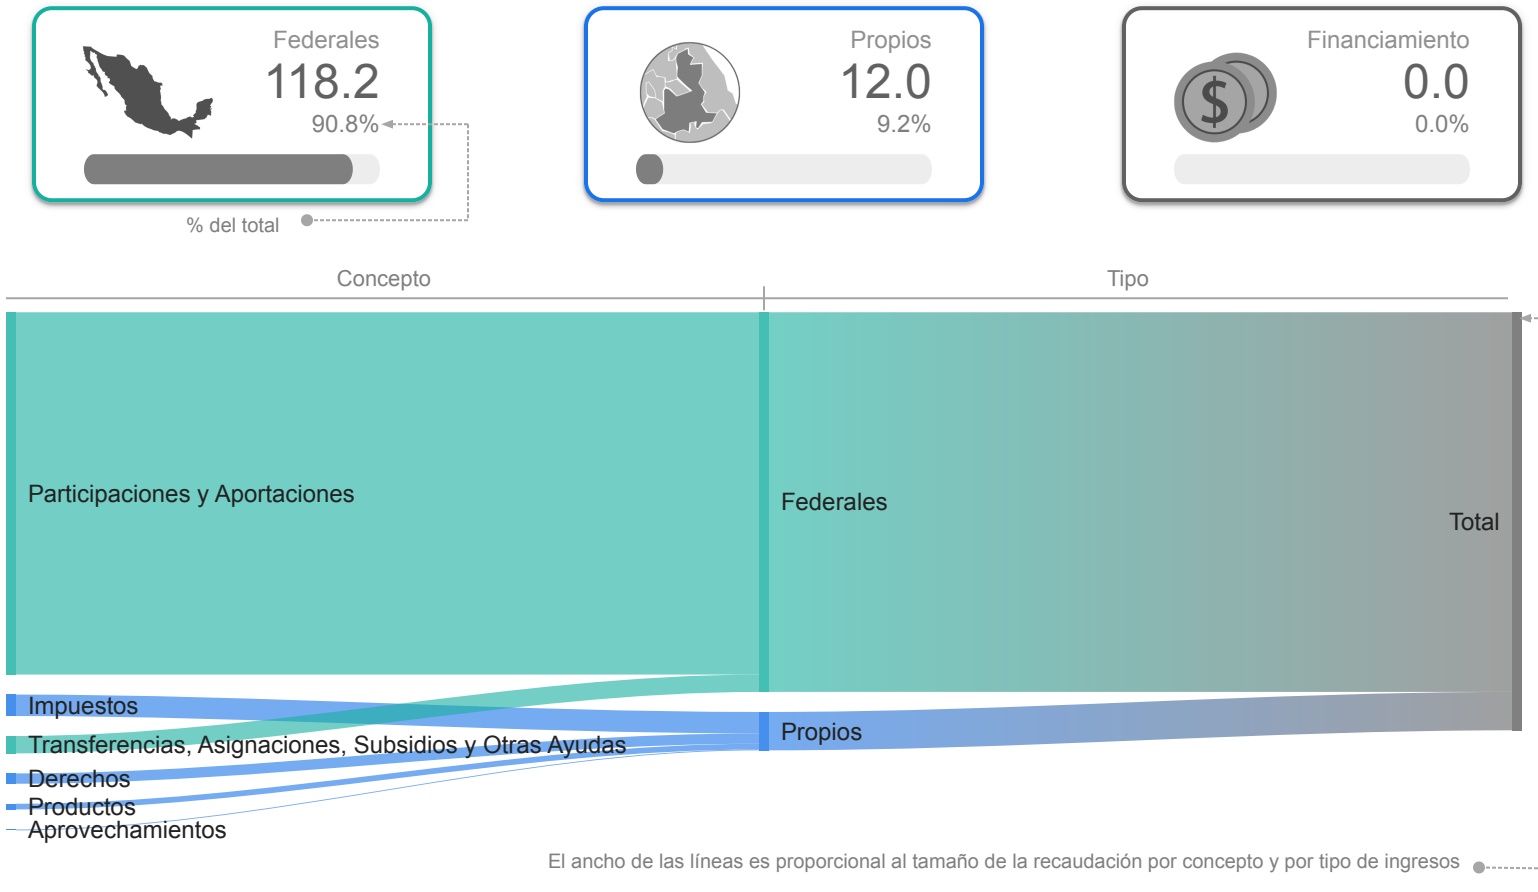 Federales
118.2
90.8%
Propios
12.0
9.2%
$
Financiamiento
0.0
0.0%
% del total
Concepto
Tipo
Participaciones y Aportaciones
Federales
Total
Impuestos
Propios
Transferencias, Asignaciones, Subsidios y Otras Ayudas
Derechos
Productos
Aprovechamientos
El ancho de las líneas es proporcional al tamaño de la recaudación por concepto y por tipo de ingresos